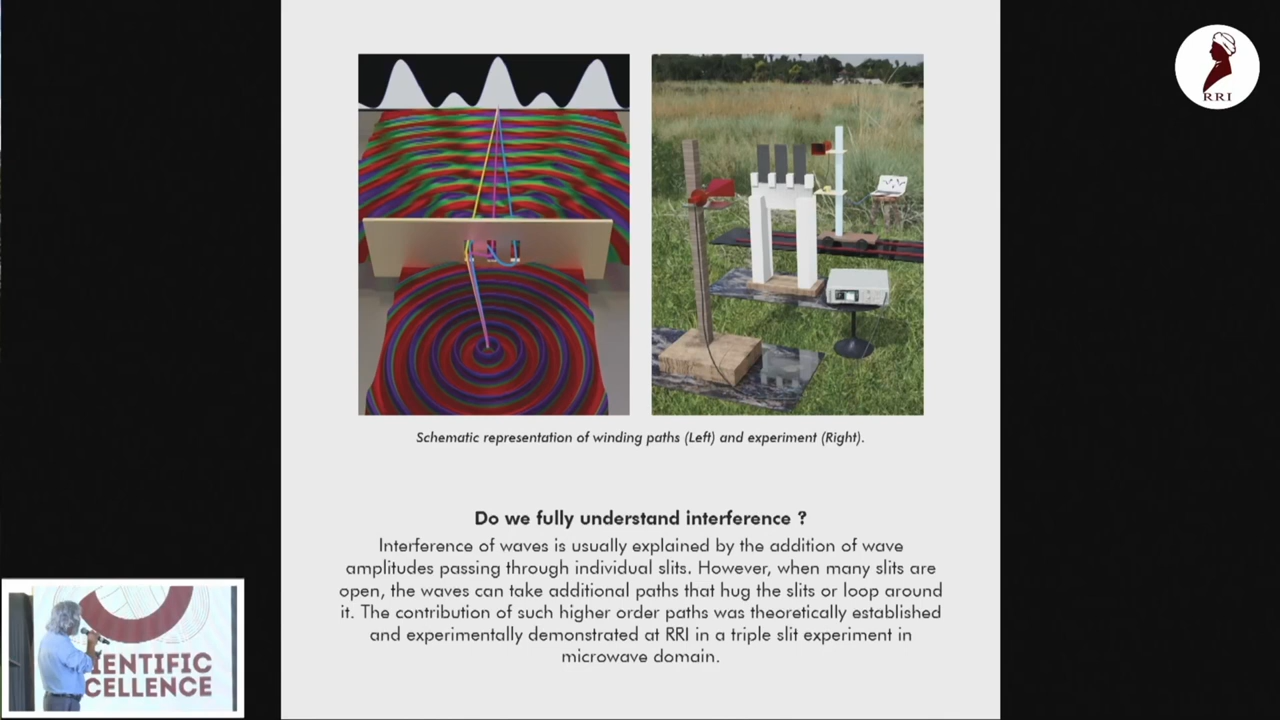 RRI
Schematic representation of winding paths (Left) and experiment (Right).
Do we fully understand interference ?
Interference of waves is usually explained by the addition of wave
amplitudes passing through individual slits. However, when many slits are
open, the waves can take additional paths that hug the slits or loop around
it. The contribution of such higher order paths was theoretically established
and experimentally demonstrated at RRI in a triple slit experiment in
microwave domain.
IENTIFIC
CELLENCE